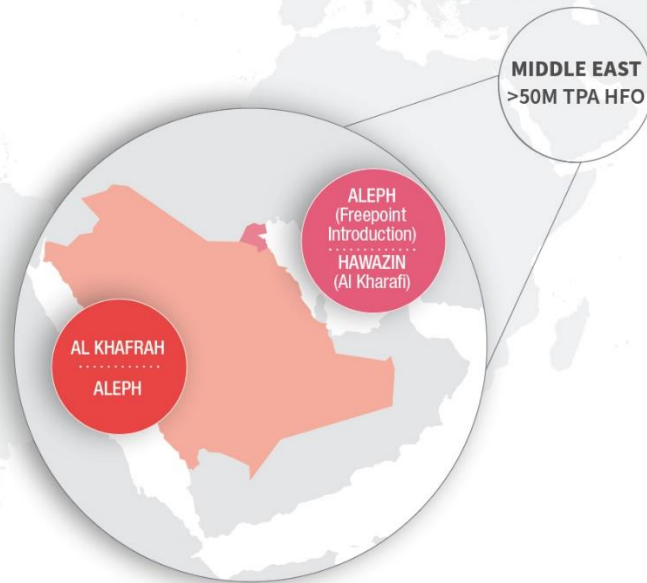 MIDDLE EAST
>50M TPA HFO
ALEPH
(Freepoint
Introduction)
HAWAZIN
(Al Kharafi)
AL KHAFRAH
ALEPH